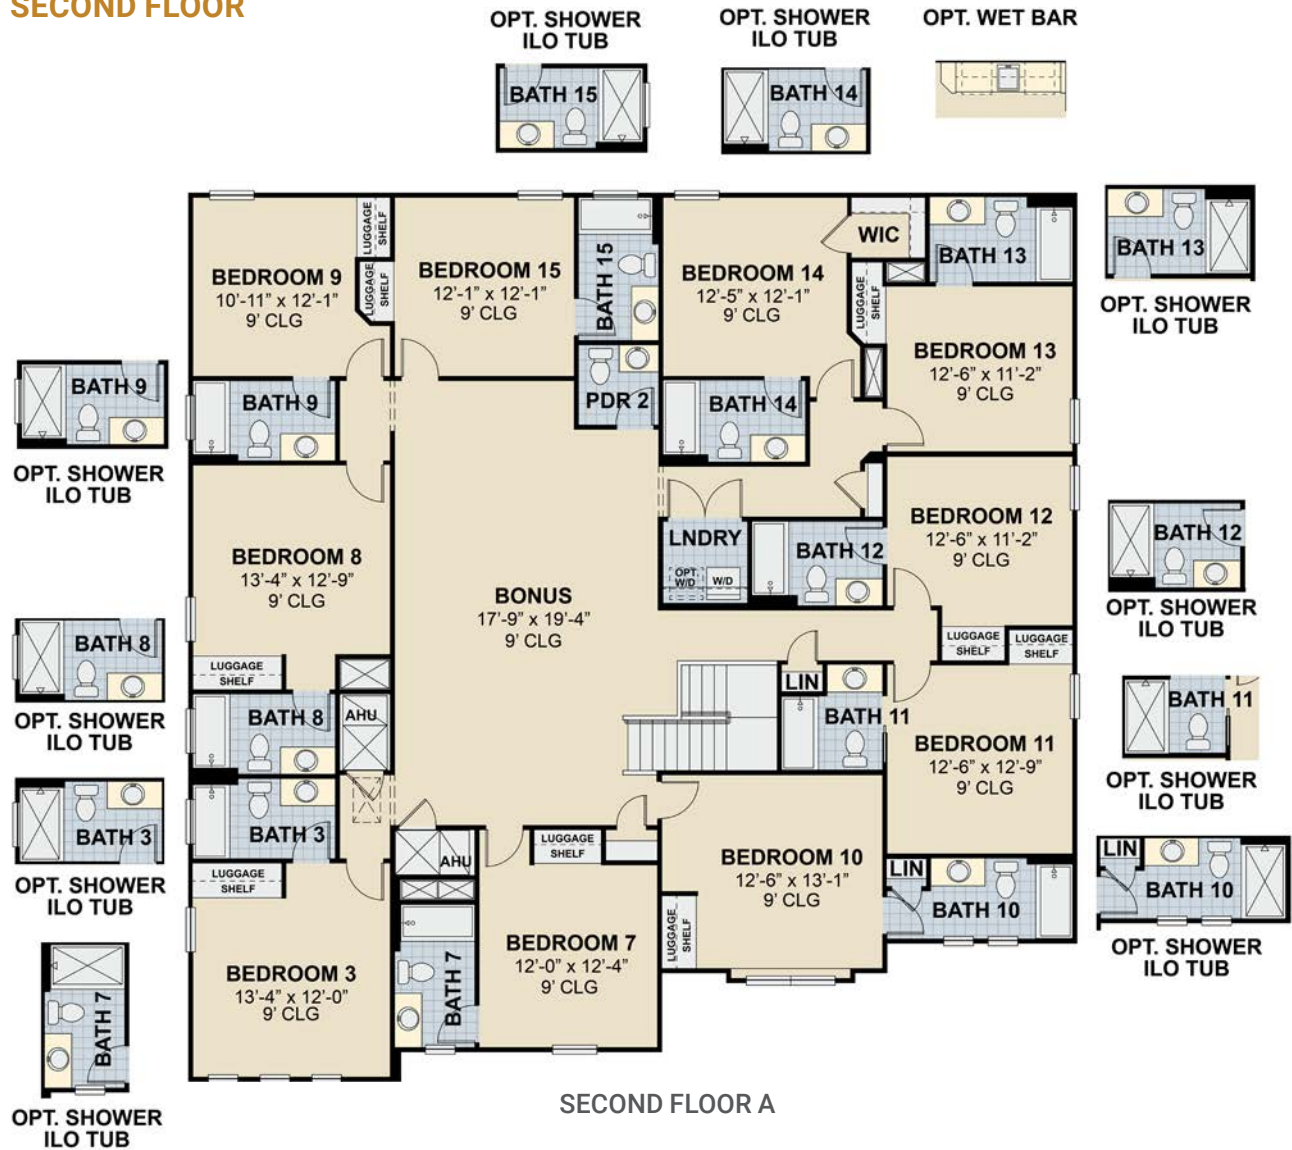 SECOND FLOOR
OPT. SHOWER
ILO TUB
OPT. SHOWER
ILO TUB
OPT. WET BAR
BATH 15
BATH 14
BATH 13
OPT. SHOWER
ILO TUB
BEDROOM 9
10'-11" x 12'-1"
9' CLG
LUGGAGE
SHELF
LUGGAGE
SHELF
BEDROOM 15
12'-1" x 12'-1"
9' CLG
BATH 15
BEDROOM 14
12'-5" x 12'-1"
9' CLG
WIC
BATH 13
LUGGAGE
SHELF
BEDROOM 13
12'-6" x 11'-2"
9' CLG
BATH 9
OPT. SHOWER
ILO TUB
BATH 9
PDR 2
BATH 14
BEDROOM 8
13'-4" x 12'-9"
9' CLG
LUGGAGE
SHELF
BONUS
17'-9" x 19'-4"
9' CLG
LNDRY
OPT.
W/D
W/D
BATH 12
BEDROOM 12
12'-6" x 11'-2"
9' CLG
LUGGAGE
SHELF
LUGGAGE
SHELF
BATH 12
OPT. SHOWER
ILO TUB
BATH 8
OPT. SHOWER
ILO TUB
BATH 8
AHU
LIN
BATH 11
BEDROOM 11
12'-6" x 12'-9"
9' CLG
BATH 11
OPT. SHOWER
ILO TUB
BATH 3
OPT. SHOWER
ILO TUB
BATH 3
LUGGAGE
SHELF
AHU
LUGGAGE
SHELF
BEDROOM 10
12'-6" x 13'-1"
9' CLG
LUGGAGE
SHELF
LIN
BATH 10
LIN
BATH 10
OPT. SHOWER
ILO TUB
BEDROOM 3
13'-4" x 12'-0"
9' CLG
BATH 7
BEDROOM 7
12'-0" x 12'-4"
9' CLG
BATH 7
OPT. SHOWER
ILO TUB
SECOND FLOOR A